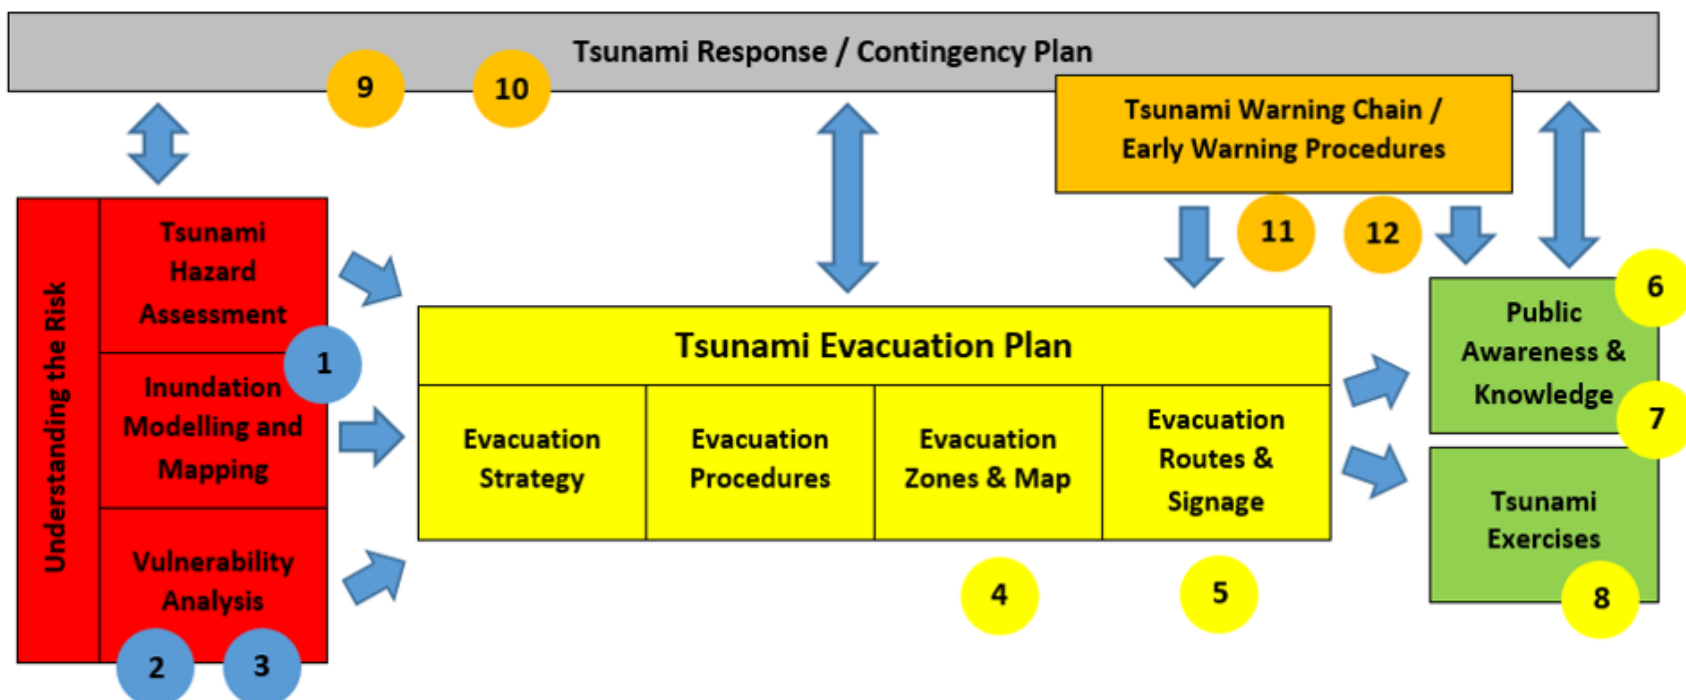 Tsunami Response / Contingency Plan
9
10
Tsunami Warning Chain /
Early Warning Procedures
11
12
Understanding the Risk
Tsunami
Hazard
Assessment
1
Inundation
Modelling and
Mapping
Vulnerability
Analysis
2
3
Tsunami Evacuation Plan
Evacuation
Strategy
Evacuation
Procedures
Evacuation
Zones & Map
Evacuation
Routes &
Signage
4
5
6
Public
Awareness &
Knowledge
7
Tsunami
Exercises
8